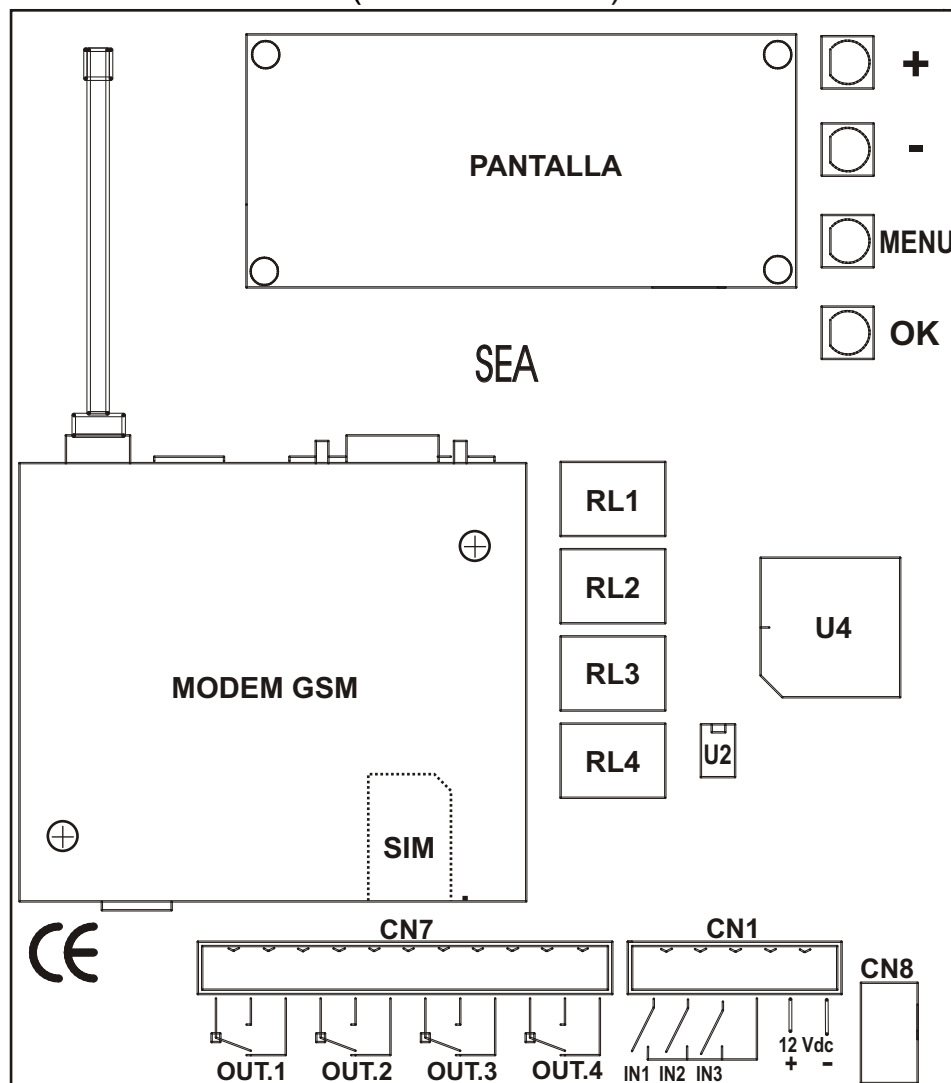 +
PANTALLA
-
MENU
OK
SEA
RL1
RL2
RL3
RL4
U4
U2
MODEM GSM
SIM
CE
CN7
CN1
CN8
OUT.1 OUT.2 OUT.3 OUT.4
IN1 IN2 IN3
12 Vdc
+ -